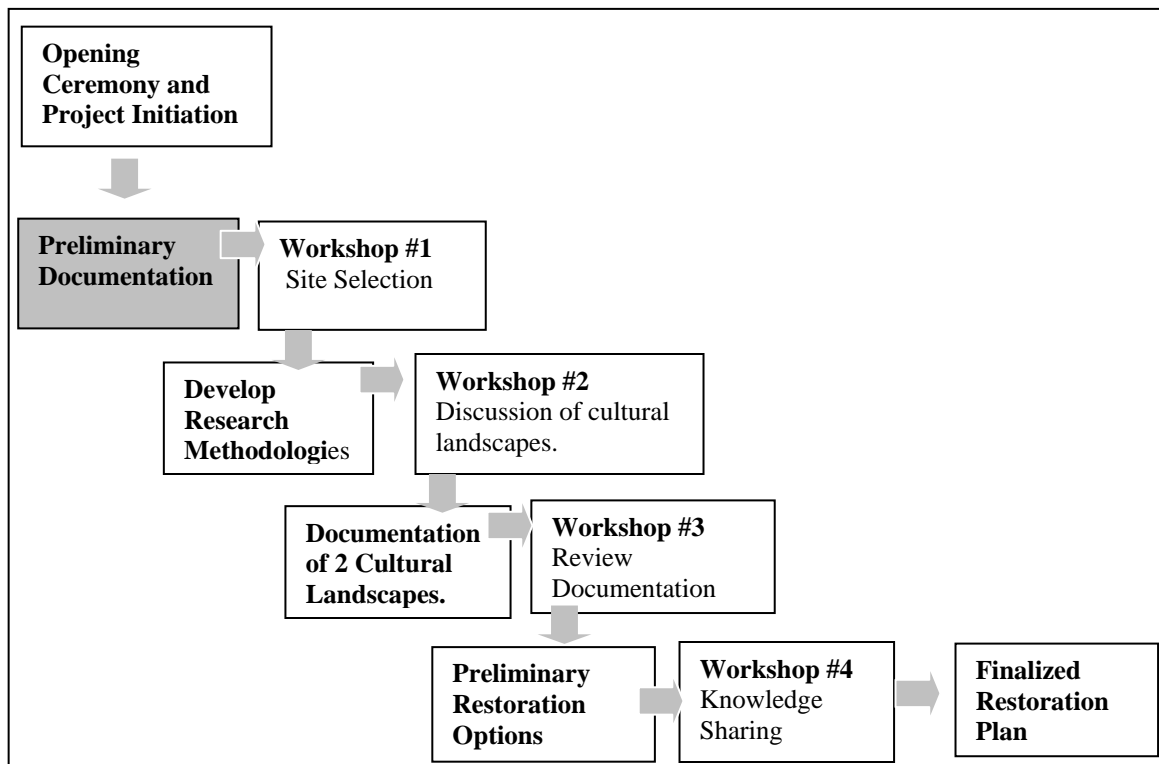 Opening
Ceremony and
Project Initiation
Preliminary
Documentation
Workshop #1
Site Selection
Develop
Research
Methodologies
Workshop #2
Discussion of cultural
landscapes.
Documentation
of 2 Cultural
Landscapes.
Workshop #3
Review
Documentation
Preliminary
Restoration
Options
Workshop #4
Knowledge
Sharing
Finalized
Restoration
Plan